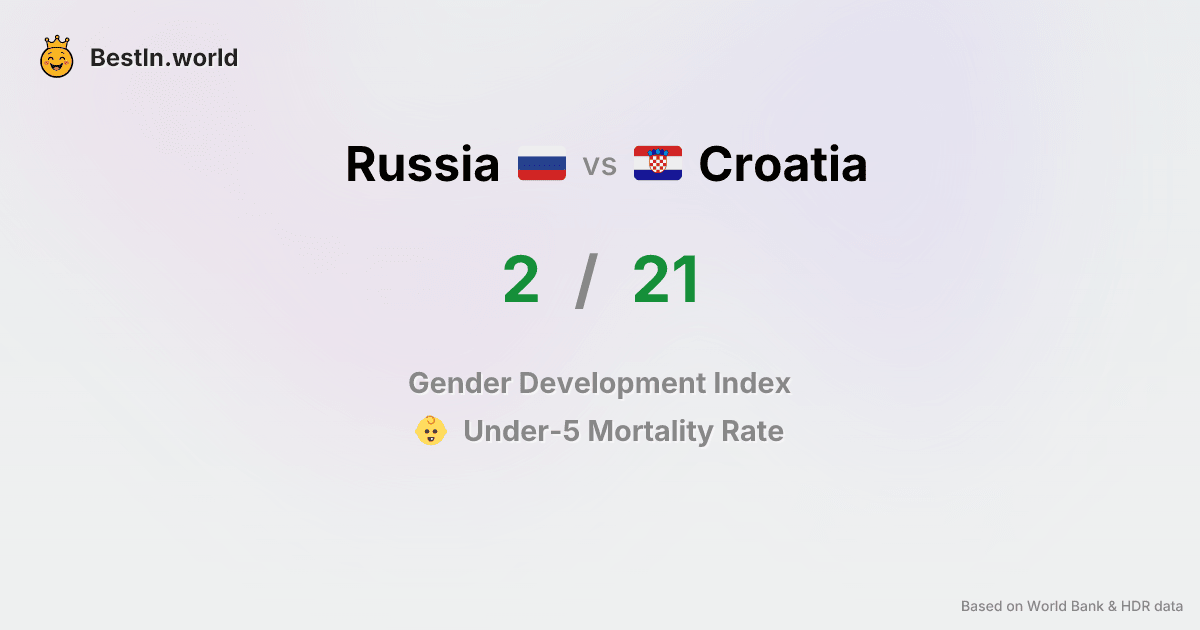 BestIn.world
Russia vs Croatia
2 / 21
Gender Development Index
Under-5 Mortality Rate
Based on World Bank & HDR data